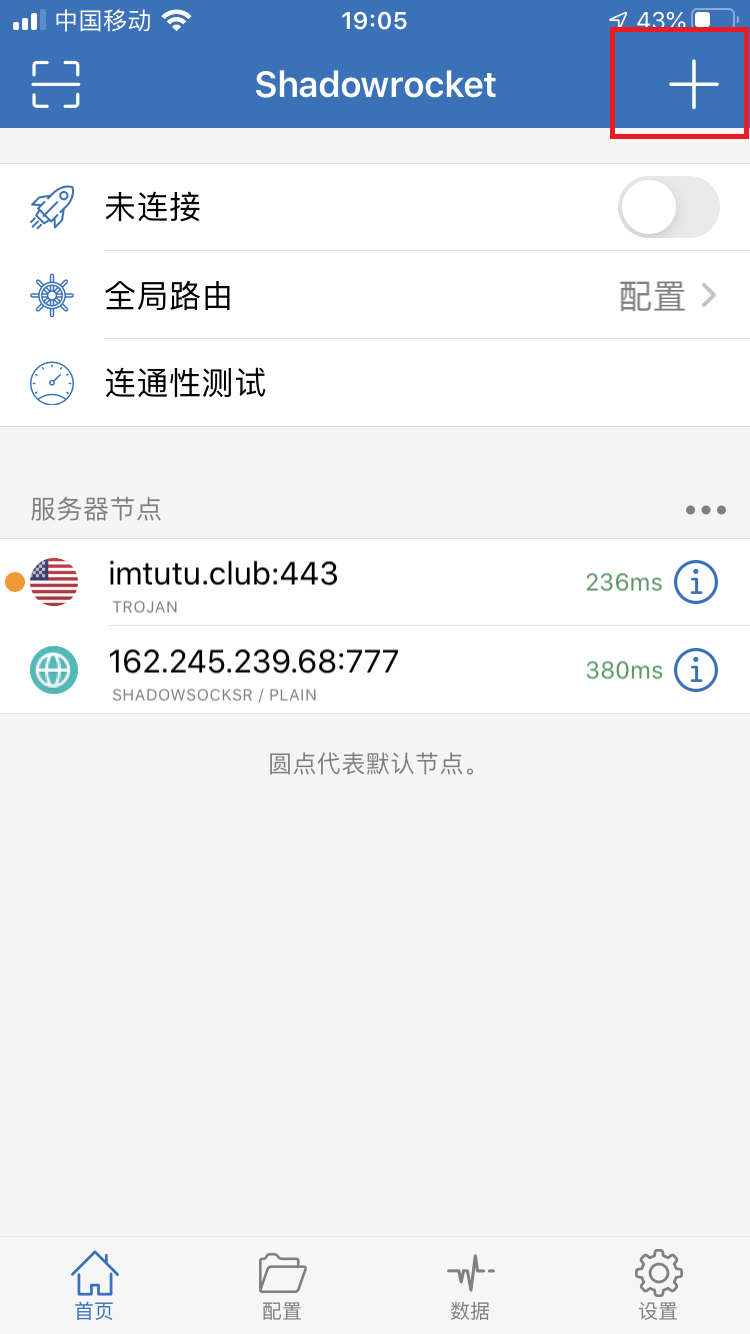 中国移动 19:05 43%
Shadowrocket
未连接
全局路由 配置
连通性测试
服务器节点
imtutu.club:443 236ms
TROJAN
162.245.239.68:777 380ms
SHADOWSOCKSR / PLAIN
圆点代表默认节点。
首页 配置 数据 设置